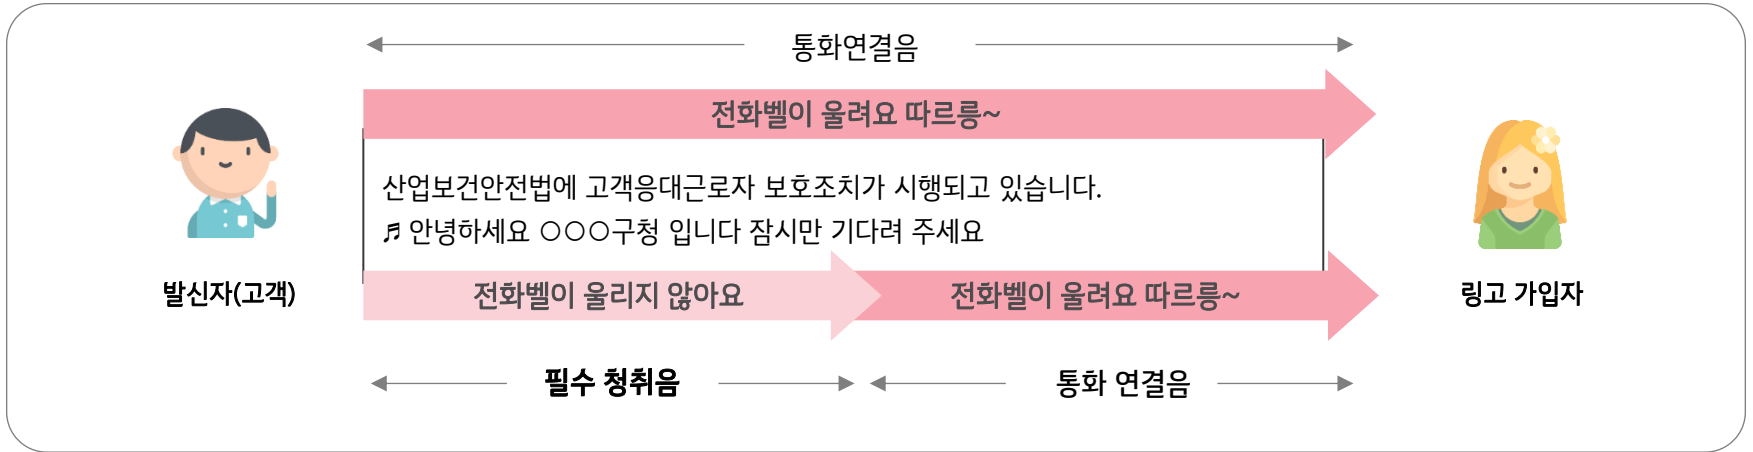 통화연결음
전화벨이 울려요 따르릉~
산업보건안전법에 고객응대근로자 보호조치가 시행되고 있습니다.
♬ 안녕하세요 ○○○구청 입니다 잠시만 기다려 주세요
발신자(고객)
전화벨이 울리지 않아요
전화벨이 울려요 따르릉~
링고 가입자
필수 청취음
통화 연결음